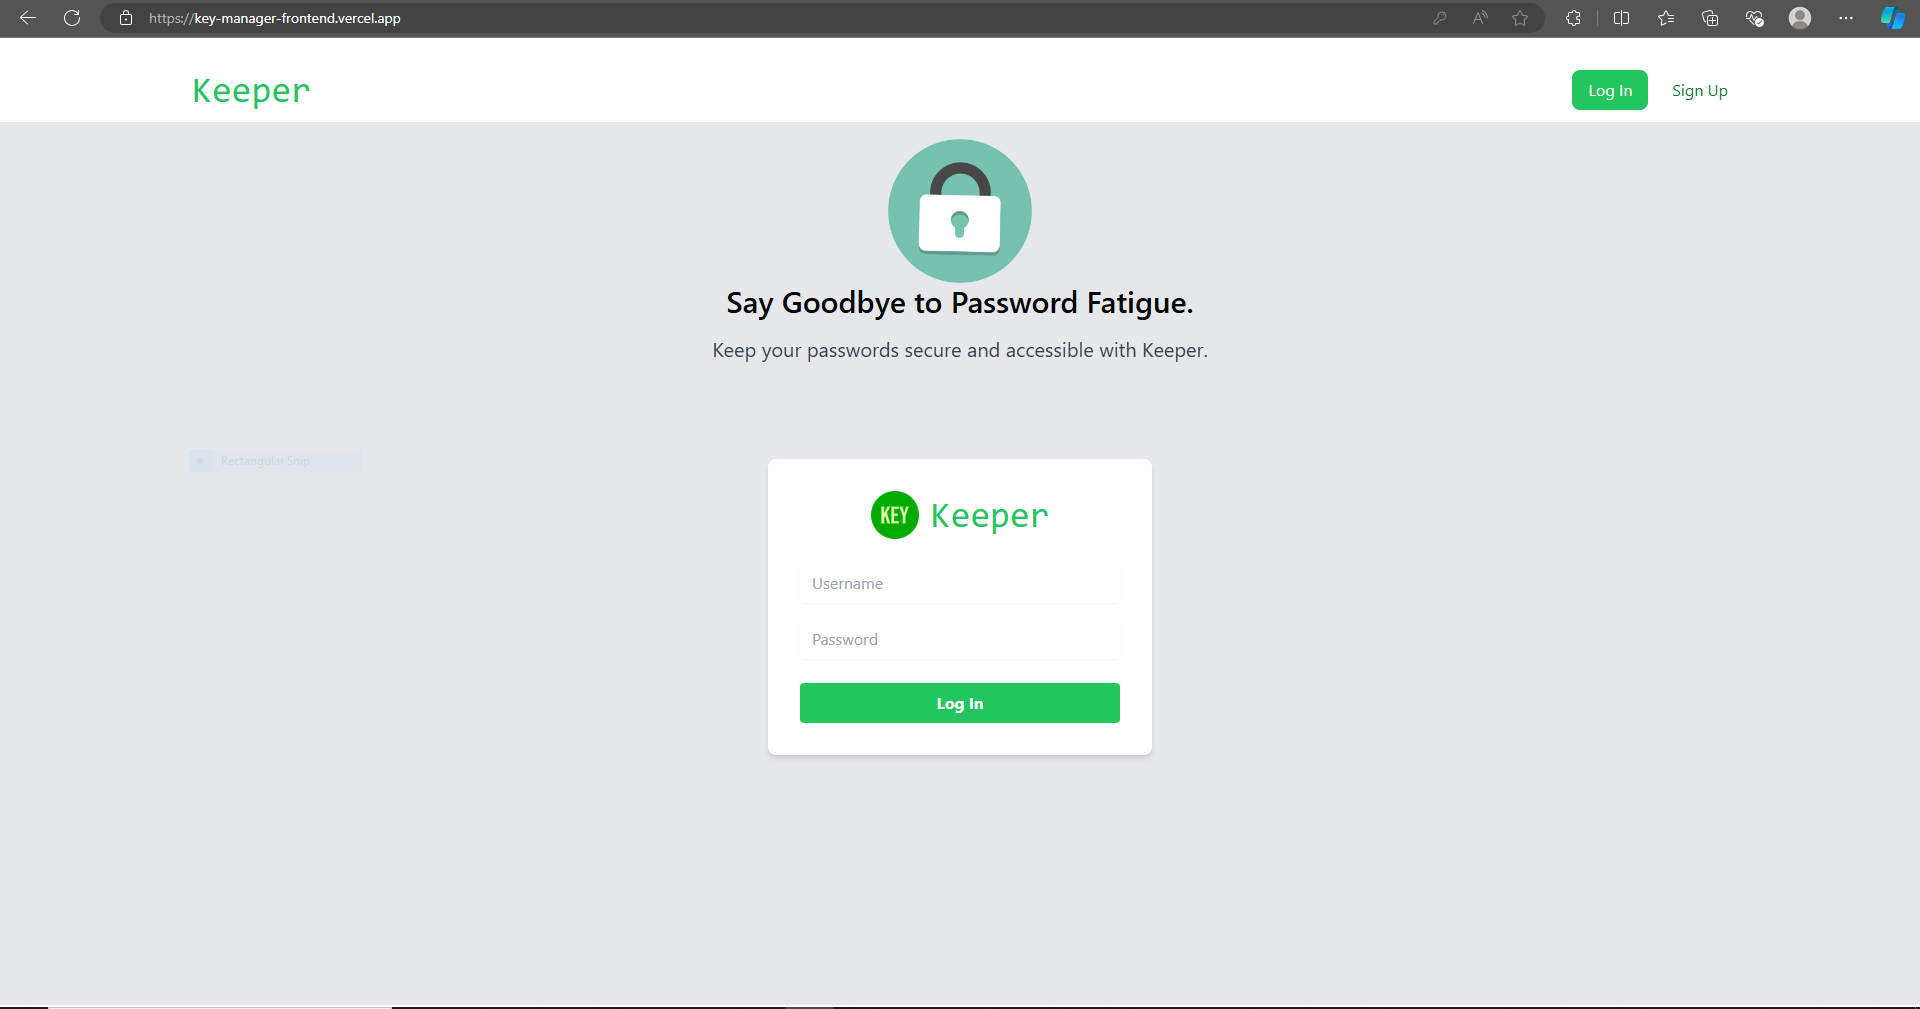 https://key-manager-frontend.vercel.app
Keeper
Log In
Sign Up
Say Goodbye to Password Fatigue.
Keep your passwords secure and accessible with Keeper.
Rectangular Snip
KEY Keeper
Username
Password
Log In